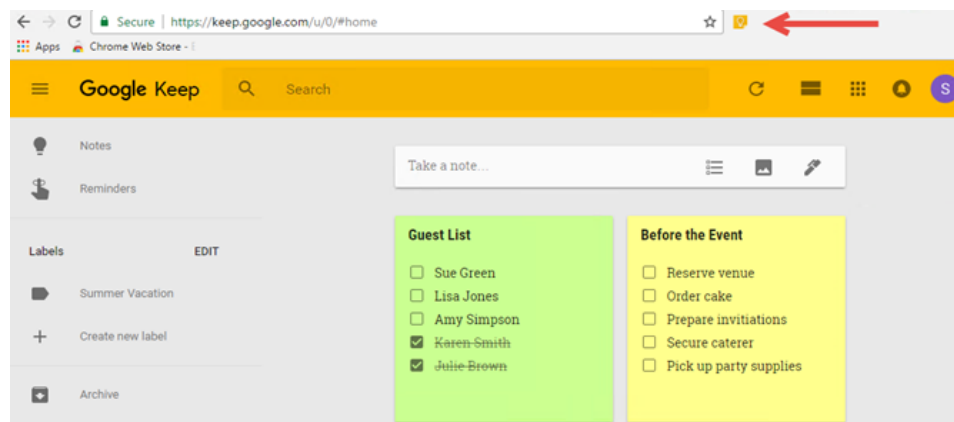 Secure | https://keep.google.com/u/0/#home
Apps Chrome Web Store - E
Google Keep Search S
Notes
Reminders
Labels EDIT
Summer Vacation
Create new label
Archive
Take a note...
Guest List
Sue Green
Lisa Jones
Amy Simpson
Karen Smith
Julie Brown
Before the Event
Reserve venue
Order cake
Prepare invitiations
Secure caterer
Pick up party supplies